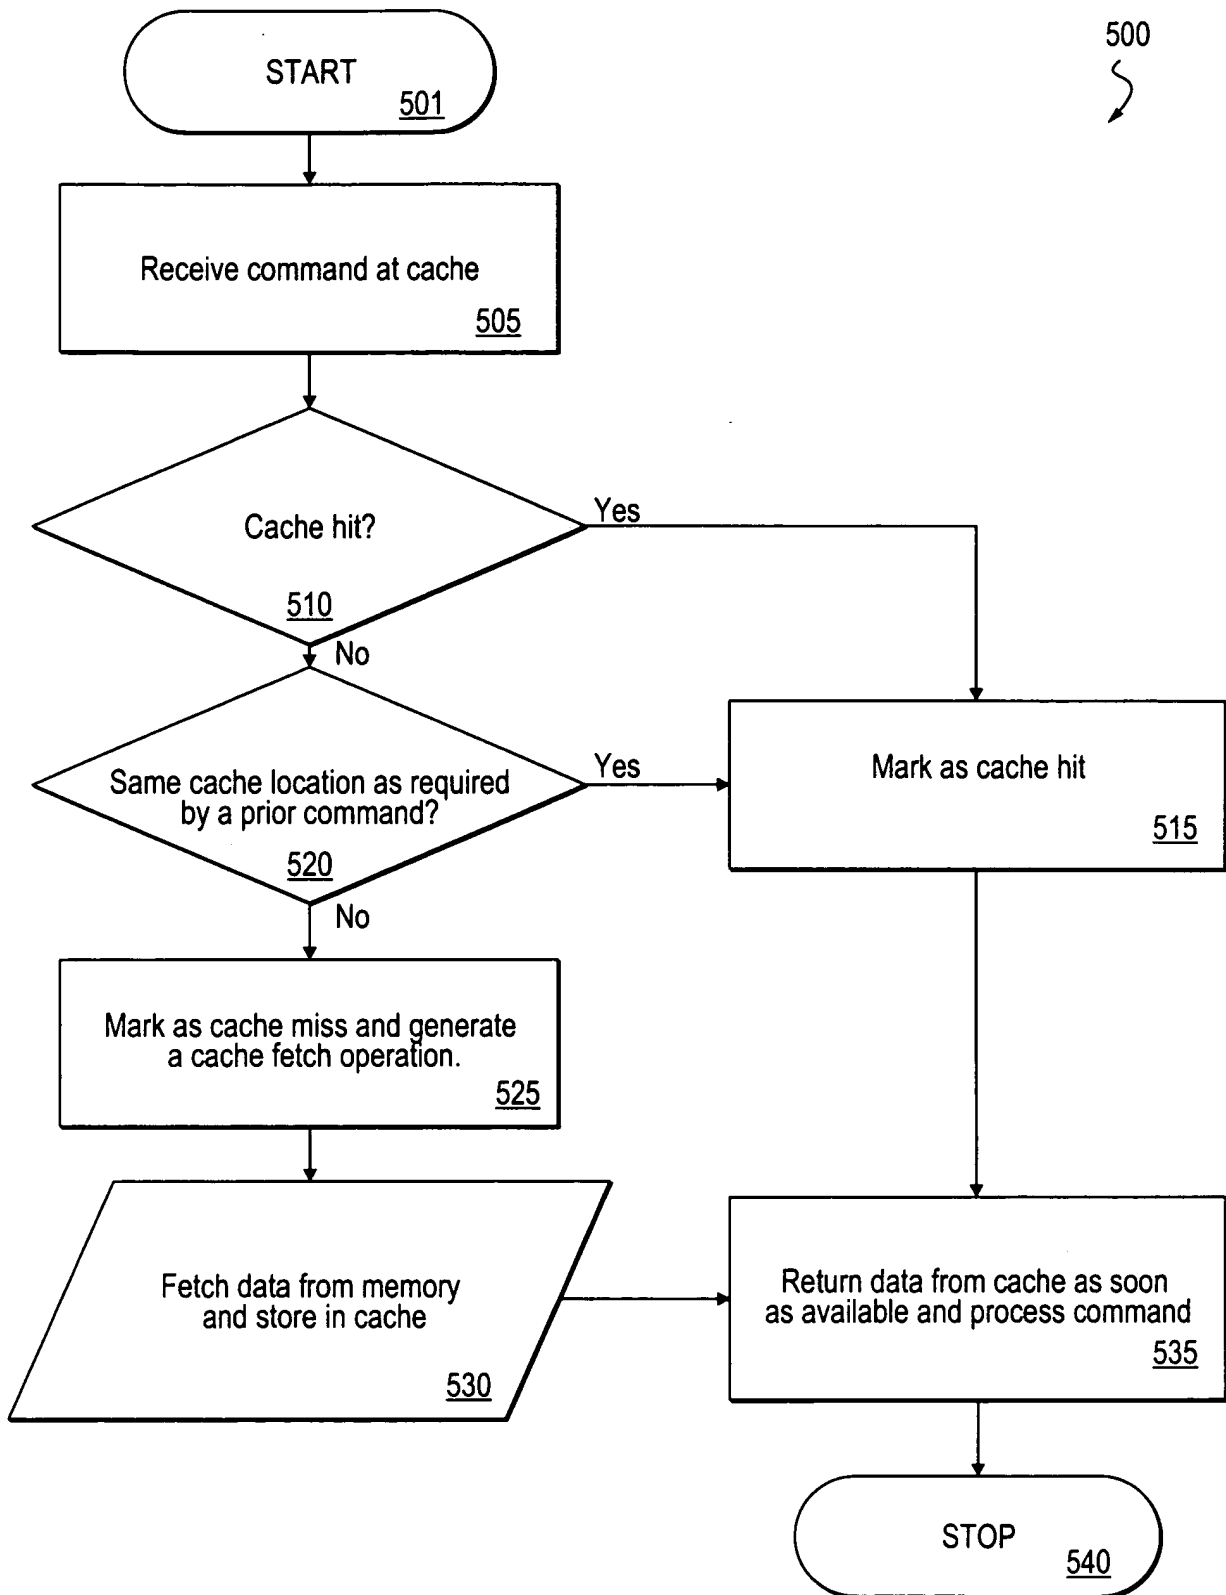 500
START
501
Receive command at cache
505
Cache hit?
510
Yes
No
Same cache location as required
by a prior command?
520
Yes
No
Mark as cache hit
515
Mark as cache miss and generate
a cache fetch operation.
525
Fetch data from memory
and store in cache
530
Return data from cache as soon
as available and process command
535
STOP
540